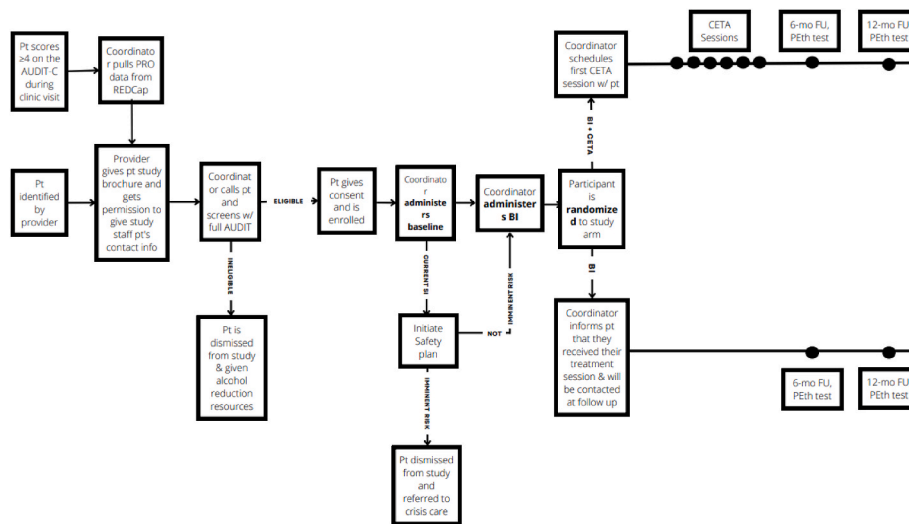 Pt scores
≥4 on the
AUDIT-C
during
clinic visit
Coordinato
r pulls PRO
data from
REDCap
Pt
identified
by
provider
Provider
gives pt study
brochure and
gets
permission to
give study
staff pt's
contact info
Coordinat
or calls pt
and
screens w/
full AUDIT
ELIGIBLE
INELIGIBLE
Pt is
dismissed
from study
& given
alcohol
reduction
resources
Pt gives
consent
and is
enrolled
Coordinato
r
administe
rs
baseline
CURRENT SI
Initiate
Safety
plan
NOT
IMMINENT RISK
IMMINENT RISK
Pt dismissed
from study
and
referred to
crisis care
Coordinator
administer
s BI
Participant
is
randomize
d to study
arm
BI + CETA
Coordinator
schedules
first CETA
session w/ pt
CETA
Sessions
6-mo FU,
PEth test
12-mo FU,
PEth test
BI
Coordinator
informs pt
that they
received their
treatment
session & will
be contacted
at follow up
6-mo FU,
PEth test
12-mo FU,
PEth test